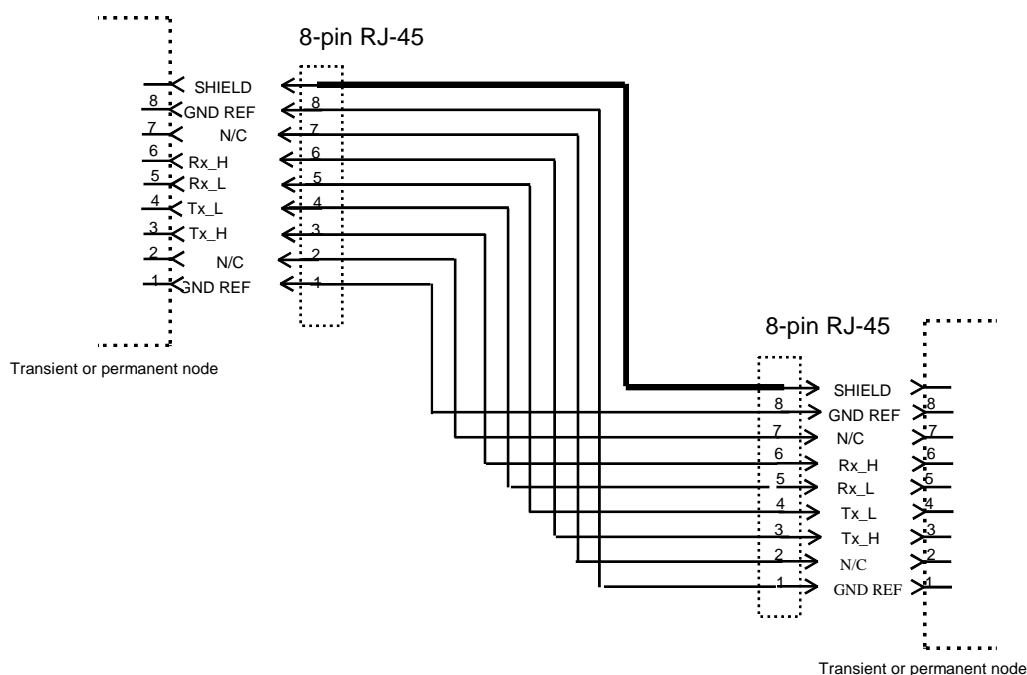 8-pin RJ-45
SHIELD
8 GND REF 8
7 N/C 7
6 Rx_H 6
5 Rx_L 5
4 Tx_L 4
3 Tx_H 3
2 N/C 2
1 GND REF 1
Transient or permanent node
8-pin RJ-45
SHIELD
8 GND REF 8
7 N/C 7
6 Rx_H 6
5 Rx_L 5
4 Tx_L 4
3 Tx_H 3
2 N/C 2
1 GND REF 1
Transient or permanent node